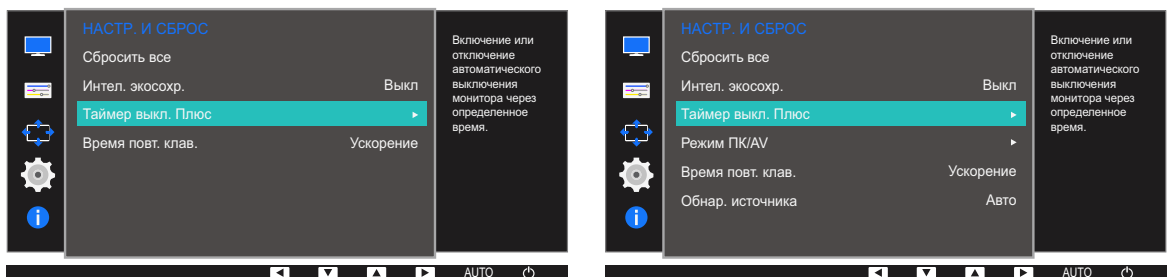 НАСТР. И СБРОС
Сбросить все
Интел. экосохр. Выкл
Таймер выкл. Плюс
Время повт. клав. Ускорение
Включение или
отключение
автоматического
выключения
монитора через
определенное
время.
AUTO
НАСТР. И СБРОС
Сбросить все
Интел. экосохр. Выкл
Таймер выкл. Плюс
Режим ПК/AV
Время повт. клав. Ускорение
Обнар. источника Авто
Включение или
отключение
автоматического
выключения
монитора через
определенное
время.
AUTO